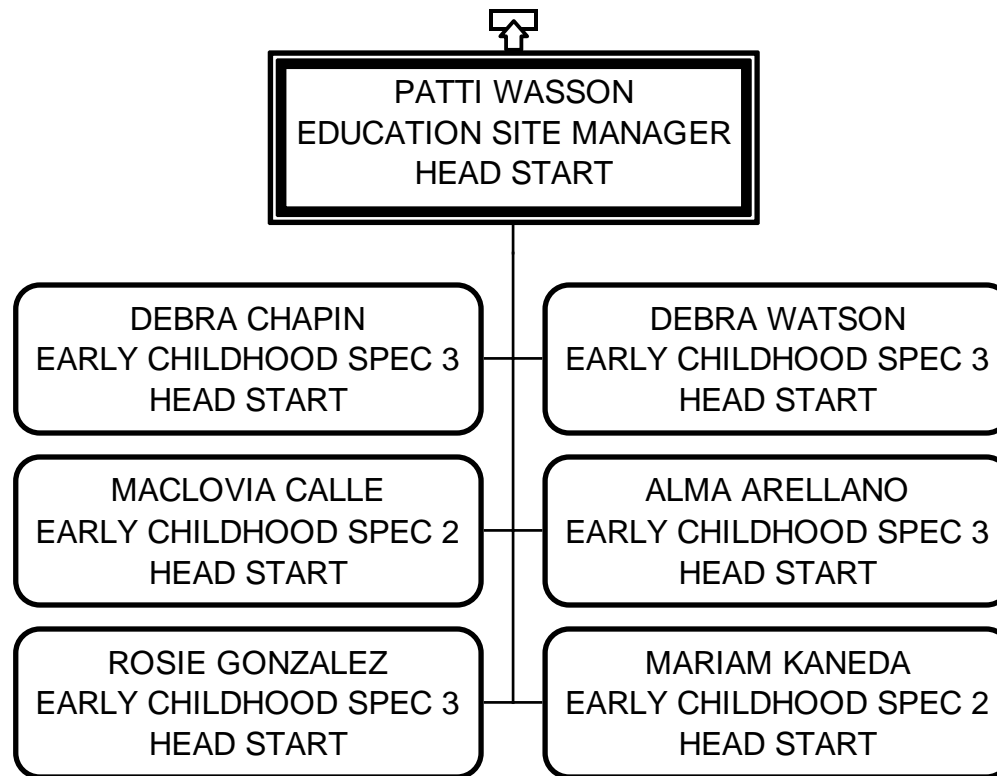 PATTI WASSON
EDUCATION SITE MANAGER
HEAD START
DEBRA CHAPIN
EARLY CHILDHOOD SPEC 3
HEAD START
DEBRA WATSON
EARLY CHILDHOOD SPEC 3
HEAD START
MACLOVIA CALLE
EARLY CHILDHOOD SPEC 2
HEAD START
ALMA ARELLANO
EARLY CHILDHOOD SPEC 3
HEAD START
ROSIE GONZALEZ
EARLY CHILDHOOD SPEC 3
HEAD START
MARIAM KANEDA
EARLY CHILDHOOD SPEC 2
HEAD START